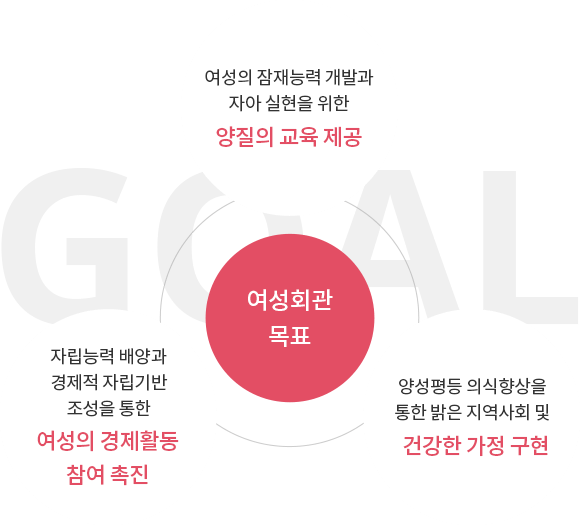 여성의 잠재능력 개발과
자아 실현을 위한
양질의 교육 제공
GOAL
여성회관
목표
자립능력 배양과
경제적 자립기반
조성을 통한
여성의 경제활동
참여 촉진
양성평등 의식향상을
통한 밝은 지역사회 및
건강한 가정 구현